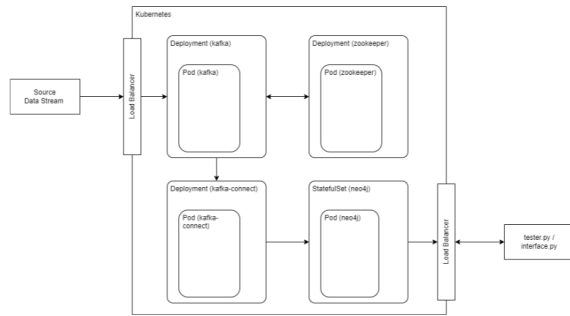 Kubernetes
Deployment (kafka)
Deployment (zookeeper)
Pod (kafka)
Pod (zookeeper)
Source
Data Stream
Load Balancer
Deployment (kafka-connect)
StatefulSet (neo4j)
Pod (kafka-
connect)
Pod (neo4j)
Load Balancer
tester.py /
interface.py